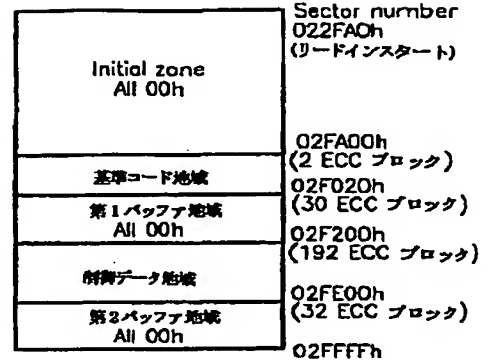 Sector number
022FA0h
(リードインスタート)
Initial zone
All 00h
02FA00h
(2 ECC ブロック)
基準コード地域
02F020h
(30 ECC ブロック)
第1バッファ地域
All 00h
02F200h
(192 ECC ブロック)
制御データ地域
02FE00h
(32 ECC ブロック)
第2バッファ地域
All 00h
02FFFFh